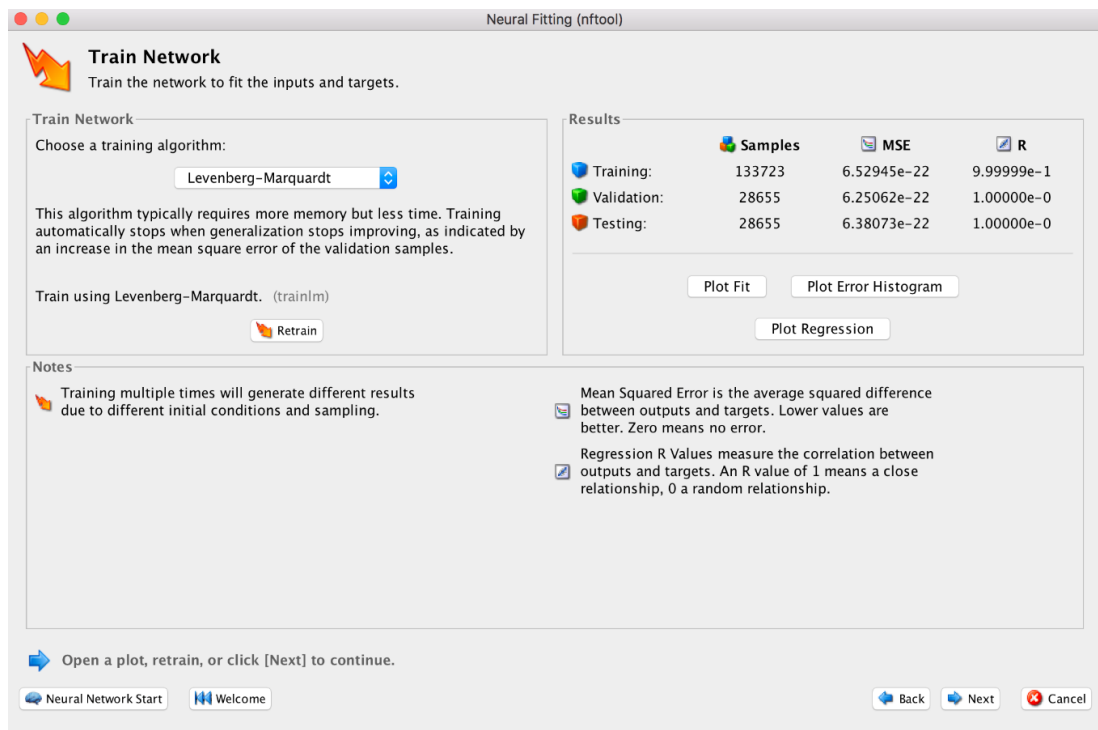 Neural Fitting (nftool)
Train Network
Train the network to fit the inputs and targets.
Train Network
Choose a training algorithm:
Levenberg-Marquardt
This algorithm typically requires more memory but less time. Training
automatically stops when generalization stops improving, as indicated by
an increase in the mean square error of the validation samples.
Train using Levenberg-Marquardt. (trainlm)
Retrain
Results
Samples MSE R
Training: 133723 6.52945e-22 9.99999e-1
Validation: 28655 6.25062e-22 1.00000e-0
Testing: 28655 6.38073e-22 1.00000e-0
Plot Fit Plot Error Histogram
Plot Regression
Notes
Training multiple times will generate different results
due to different initial conditions and sampling.
Mean Squared Error is the average squared difference
between outputs and targets. Lower values are
better. Zero means no error.
Regression R Values measure the correlation between
outputs and targets. An R value of 1 means a close
relationship, 0 a random relationship.
Open a plot, retrain, or click [Next] to continue.
Neural Network Start Welcome Back Next Cancel